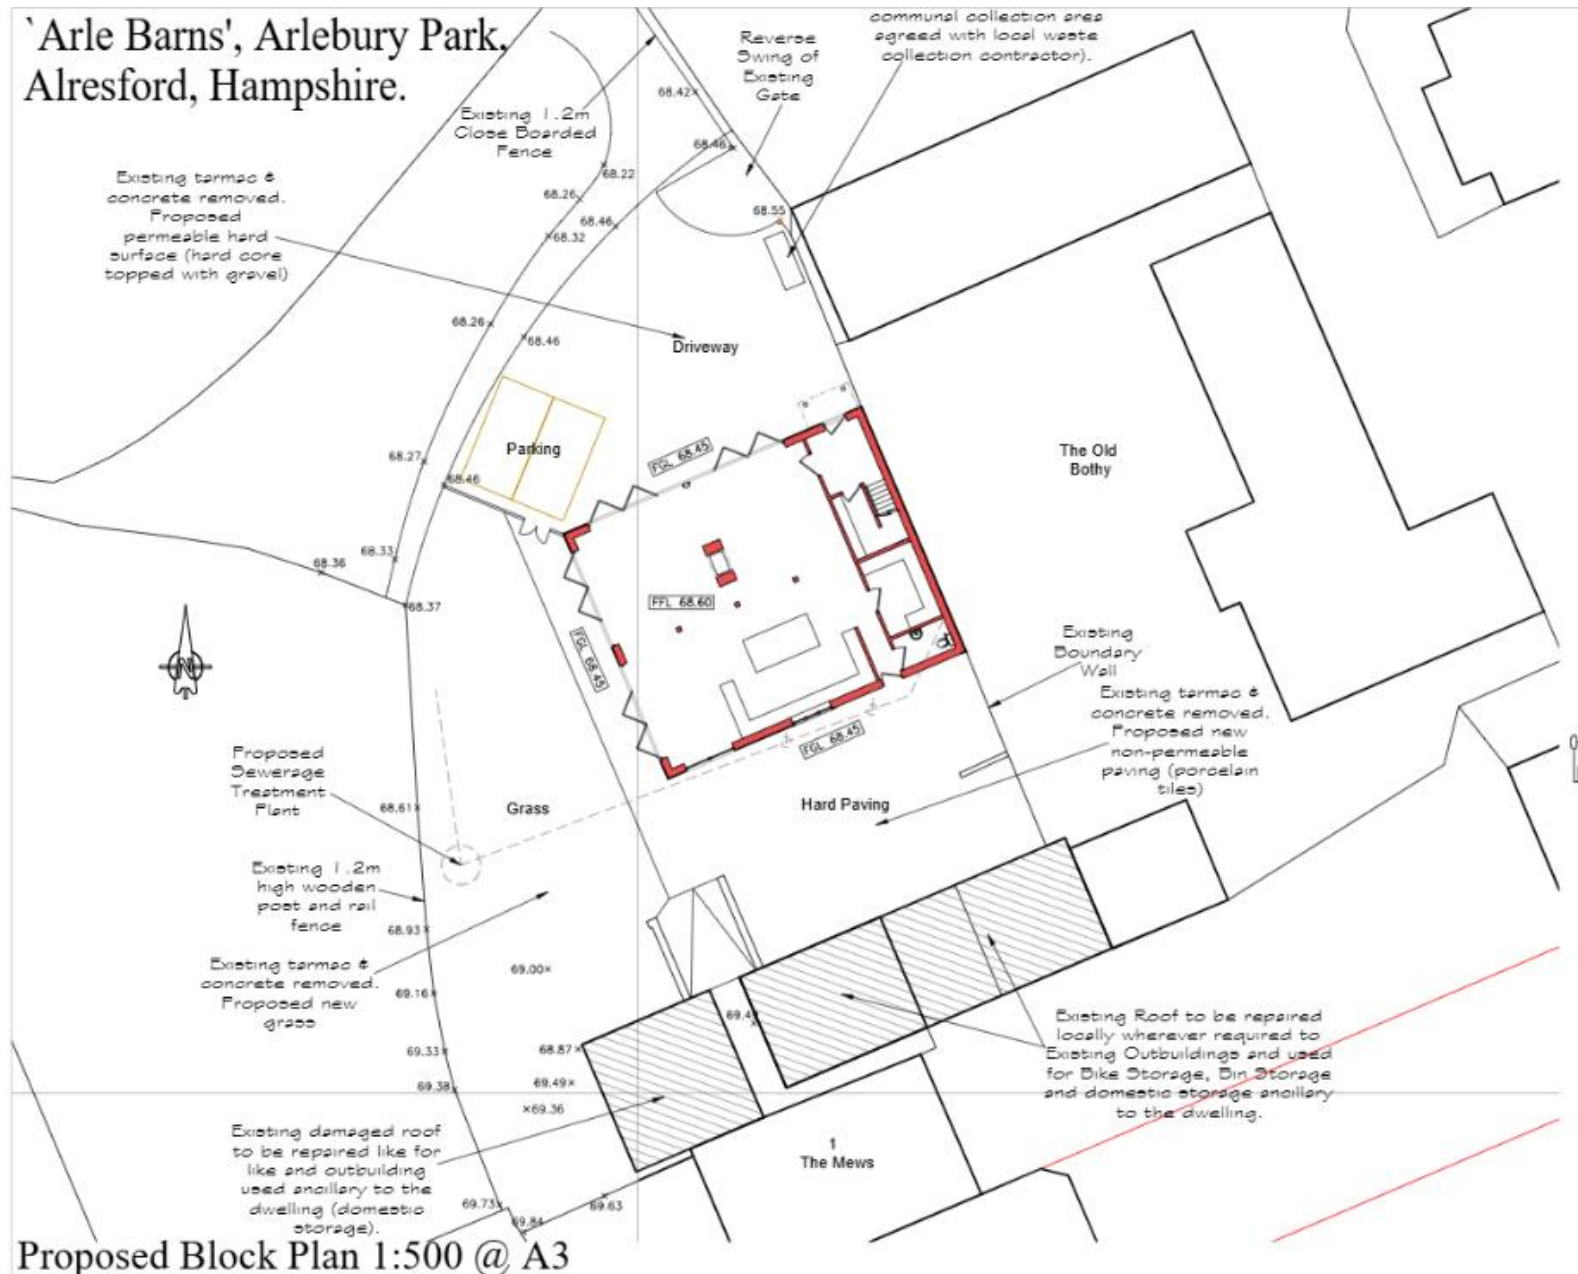 `Arle Barns', Arlebury Park,
Alresford, Hampshire.
communal collection area
agreed with local waste
collection contractor).
Reverse
Swing of
Existing
Gate
68.42
Existing 1.2m
Close Boarded
Fence
68.46
68.22
68.26
68.46
68.32
68.55
Existing tarmac &
concrete removed.
Proposed
permeable hard
surface (hard core
topped with gravel)
68.26
68.46
Driveway
Parking
FGL 68.45
The Old
Bothy
68.27
68.46
68.33
68.36
68.37
FFL 68.60
N
FGL 68.45
Existing
Boundary
Wall
Existing tarmac &
concrete removed.
Proposed new
non-permeable
paving (porcelain
tiles)
FGL 68.45
Proposed
Sewerage
Treatment
Plant
68.61
Grass
Hard Paving
Existing 1.2m
high wooden
post and rail
fence
68.93
Existing tarmac &
concrete removed.
Proposed new
grass
69.00
69.16
69.33
68.87
69.38
69.49
69.36
Existing Roof to be repaired
locally wherever required to
Existing Outbuildings and used
for Bike Storage, Bin Storage
and domestic storage ancillary
to the dwelling.
Existing damaged roof
to be repaired like for
like and outbuilding
used ancillary to the
dwelling (domestic
storage).
1
The Mews
69.73
69.63
69.84
Proposed Block Plan 1:500 @ A3